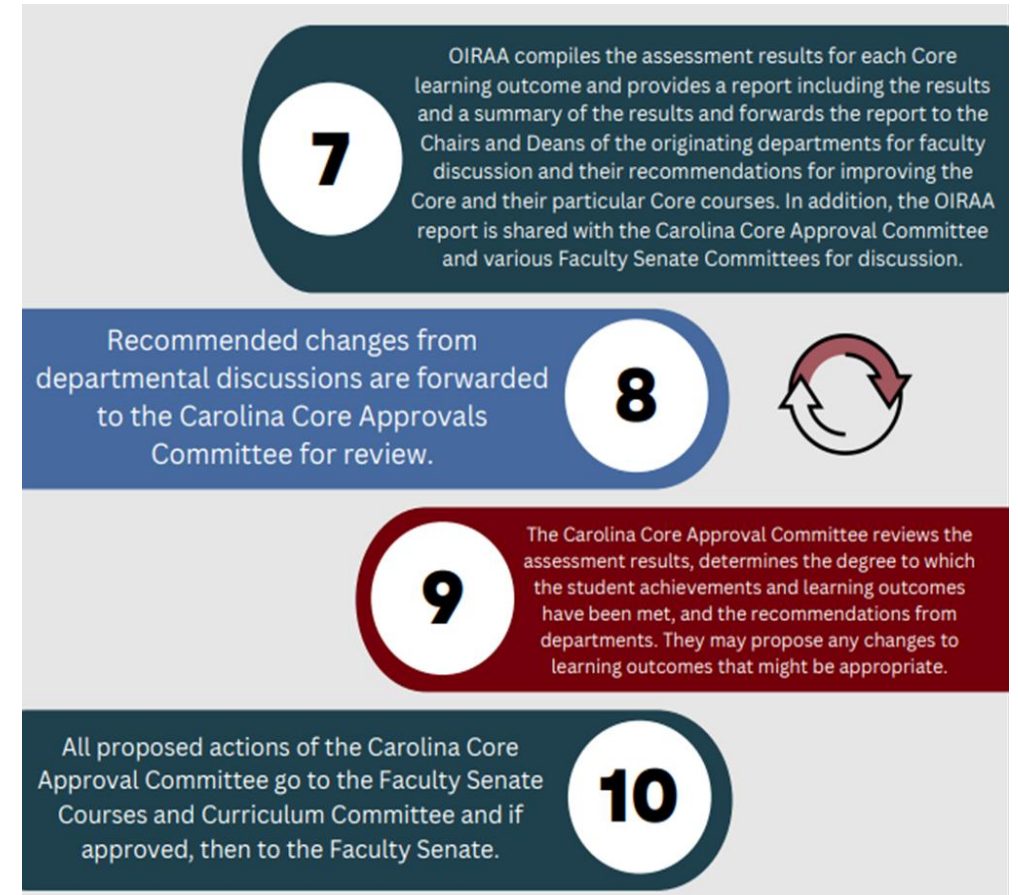 7
OIRAA compiles the assessment results for each Core
learning outcome and provides a report including the results
and a summary of the results and forwards the report to the
Chairs and Deans of the originating departments for faculty
discussion and their recommendations for improving the
Core and their particular Core courses. In addition, the OIRAA
report is shared with the Carolina Core Approval Committee
and various Faculty Senate Committees for discussion.
Recommended changes from
departmental discussions are forwarded
to the Carolina Core Approvals
Committee for review.
8
9
The Carolina Core Approval Committee reviews the
assessment results, determines the degree to which
the student achievements and learning outcomes
have been met, and the recommendations from
departments. They may propose any changes to
learning outcomes that might be appropriate.
All proposed actions of the Carolina Core
Approval Committee go to the Faculty Senate
Courses and Curriculum Committee and if
approved, then to the Faculty Senate.
10